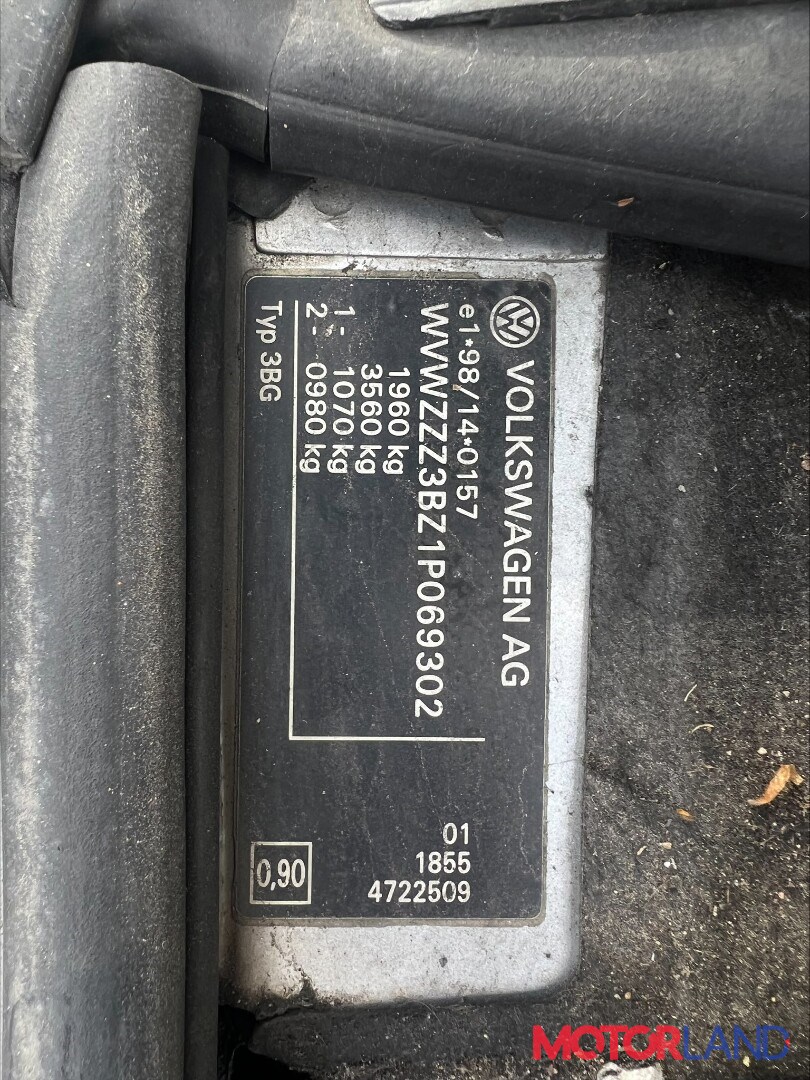 VOLKSWAGEN AG
e1*98/14*0157
WVWZZZ3BZ1P069302
1960 kg
3560 kg
1- 1070 kg
2- 0980 kg
Typ 3BG
01
1855
4722509
0,90
MOTORLAND